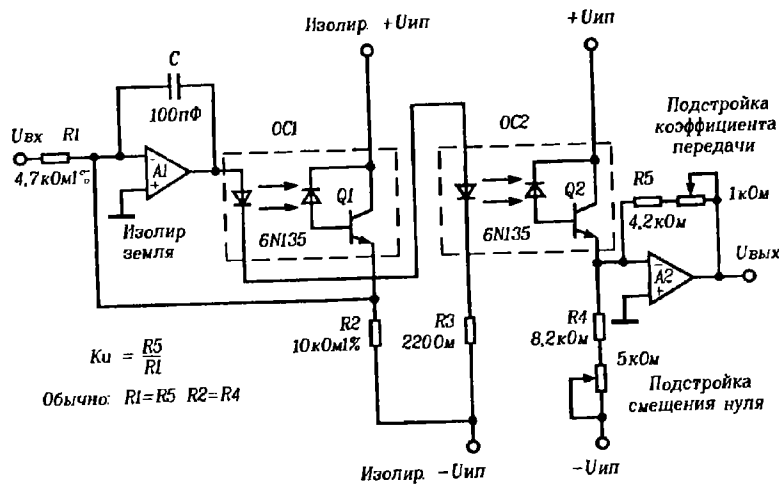 Изолир. +Uип
+Uип
C
100пФ
Подстройка
коэффициента
передачи
OC1
OC2
Uвх
R1
A1
Q1
Q2
R5
1кОм
4,7кОм1%
4,2кОм
Изолир
земля
6N135
6N135
A2
Uвых
R2
10кОм1%
R3
220Ом
R4
8,2кОм
Ku = R5
R1
5кОм
Обычно: R1=R5 R2=R4
Подстройка
смещения нуля
Изолир. -Uип
-Uип